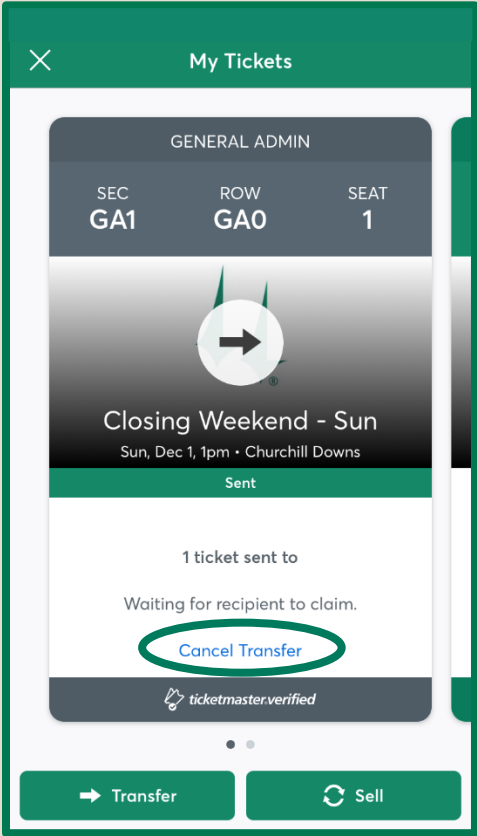 My Tickets
GENERAL ADMIN
SEC ROW SEAT
GA1 GA0 1
®
Closing Weekend - Sun
Sun, Dec 1, 1pm • Churchill Downs
Sent
1 ticket sent to
Waiting for recipient to claim.
Cancel Transfer
ticketmaster.verified
Transfer Sell